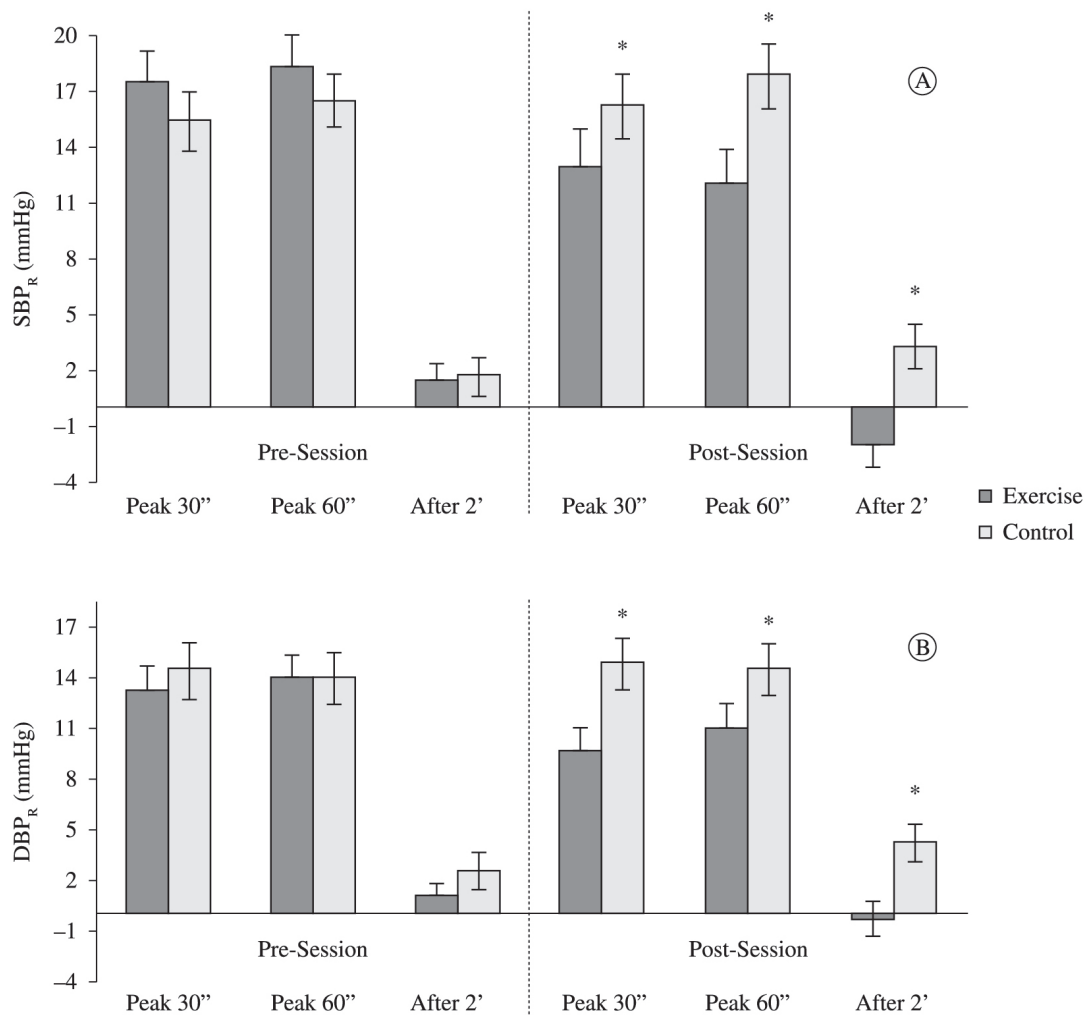 SBPR (mmHg)
20
17
14
11
8
5
2
–1
–4
*
*
*
A
Pre-Session
Post-Session
Peak 30”
Peak 60”
After 2’
Peak 30”
Peak 60”
After 2’
Exercise
Control
DBPR (mmHg)
17
14
11
8
5
2
–1
–4
*
*
*
B
Pre-Session
Post-Session
Peak 30”
Peak 60”
After 2’
Peak 30”
Peak 60”
After 2’